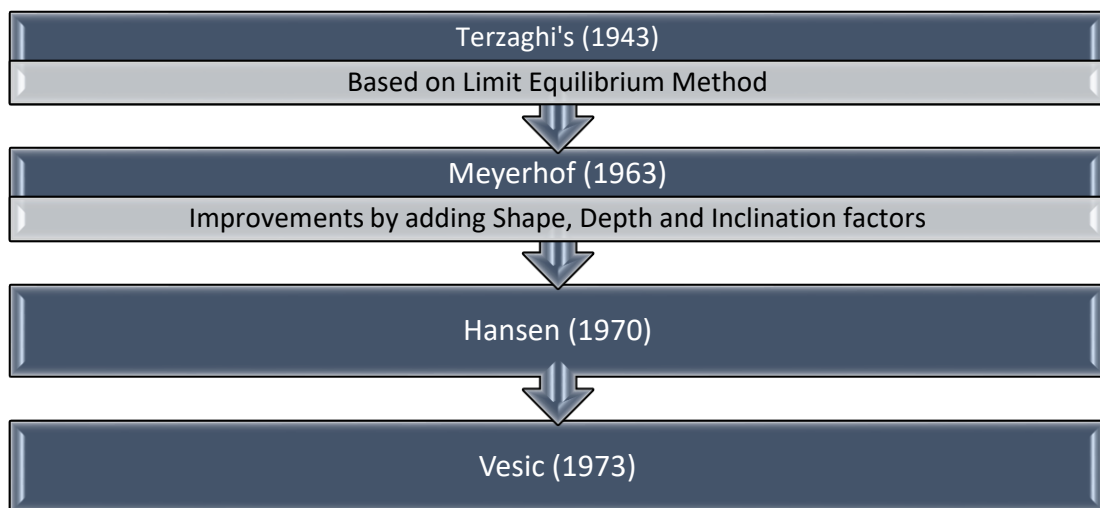 Terzaghi's (1943)
Based on Limit Equilibrium Method
Meyerhof (1963)
Improvements by adding Shape, Depth and Inclination factors
Hansen (1970)
Vesic (1973)